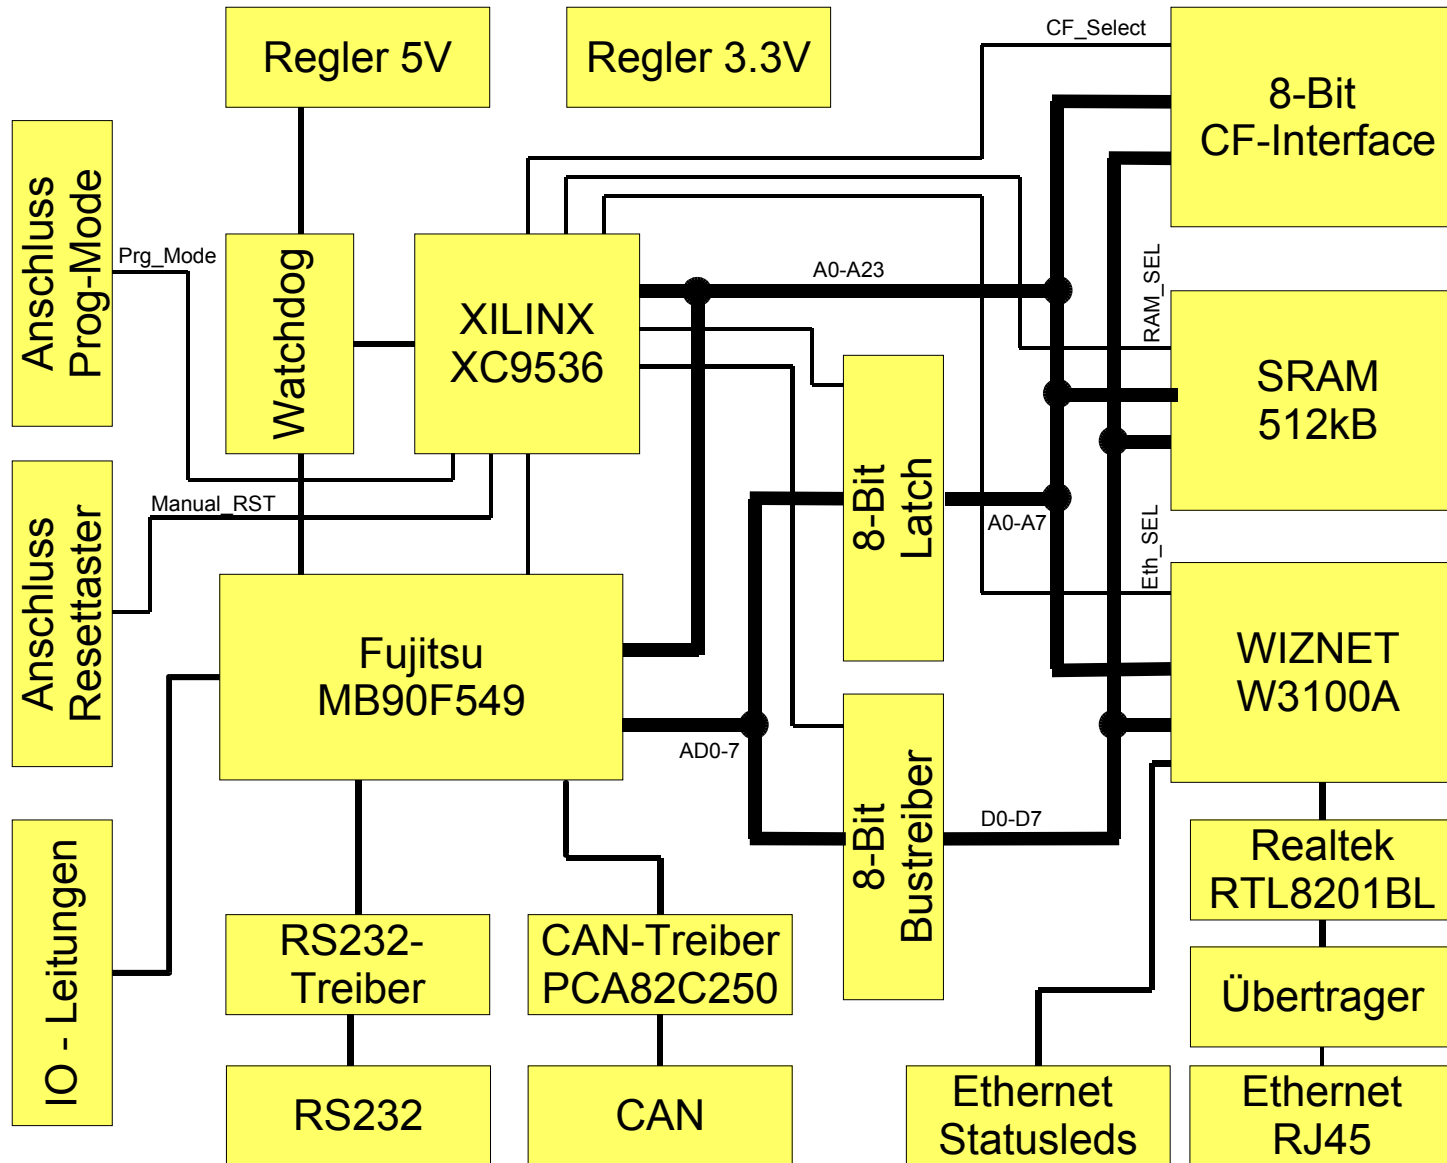 Regler 5V
Regler 3.3V
CF_Select
8-Bit
CF-Interface
Anschluss
Prog-Mode
Prg_Mode
Watchdog
XILINX
XC9536
A0-A23
RAM_SEL
SRAM
512kB
8-Bit
Latch
A0-A7
Anschluss
Resettaster
Manual_RST
Eth_SEL
Fujitsu
MB90F549
WIZNET
W3100A
AD0-7
8-Bit
Bustreiber
D0-D7
IO - Leitungen
RS232-
Treiber
CAN-Treiber
PCA82C250
Realtek
RTL8201BL
Übertrager
RS232
CAN
Ethernet
Statusleds
Ethernet
RJ45